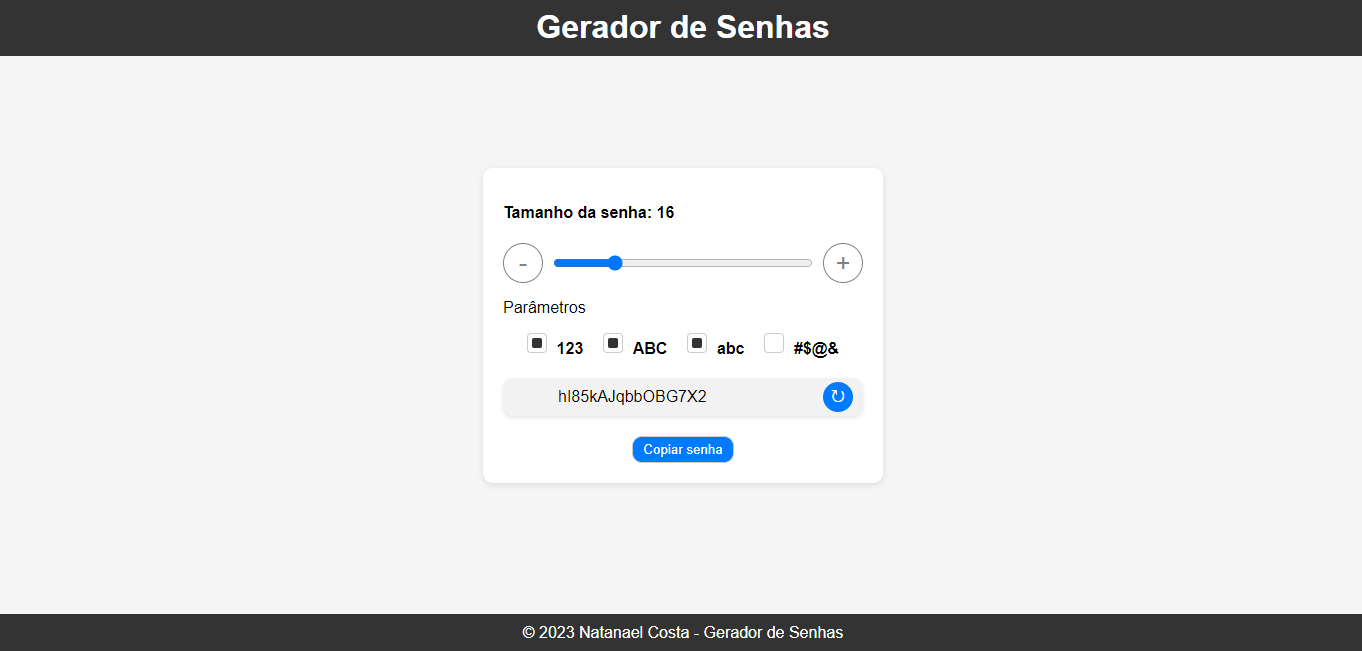 Gerador de Senhas
Tamanho da senha: 16
- +
Parâmetros
123 ABC abc #$@&
hI85kAJqbbOBG7X2 ↻
Copiar senha
© 2023 Natanael Costa - Gerador de Senhas